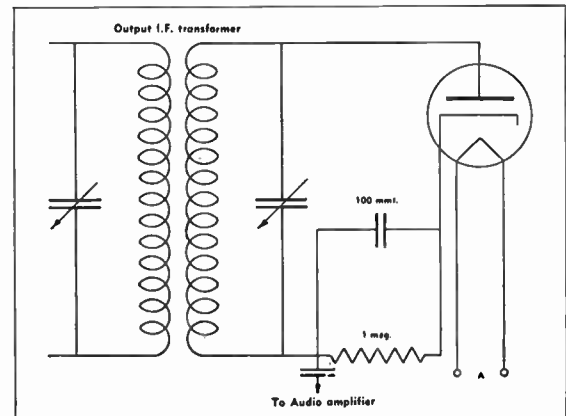 Output I.F. transformer
100 mmf.
1 meg.
A
To Audio amplifier